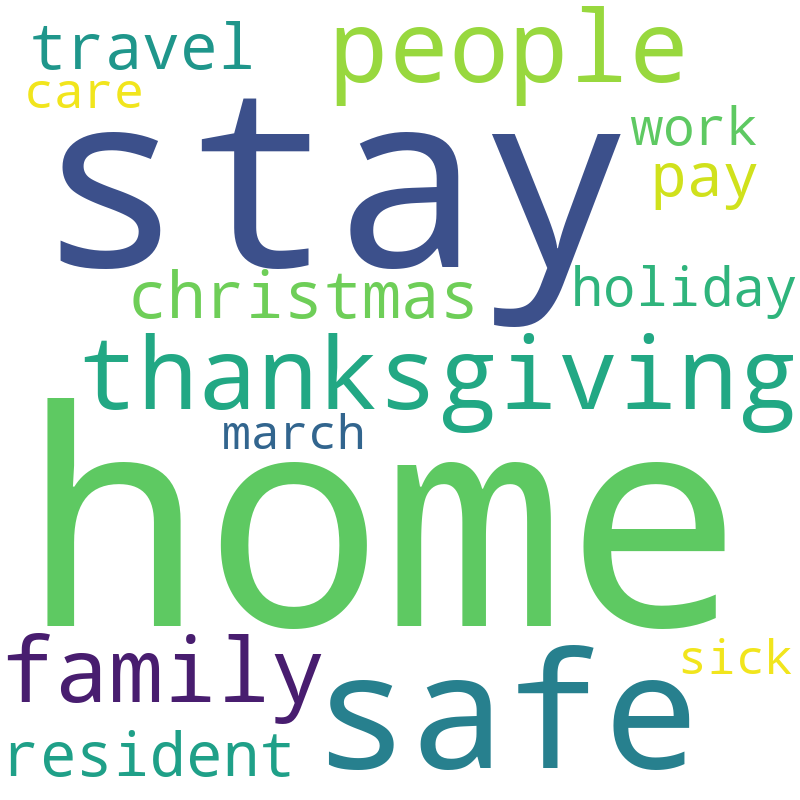 travel people
care
stay work
pay
christmas holiday
thanksgiving
march
home
family sick
safe
resident